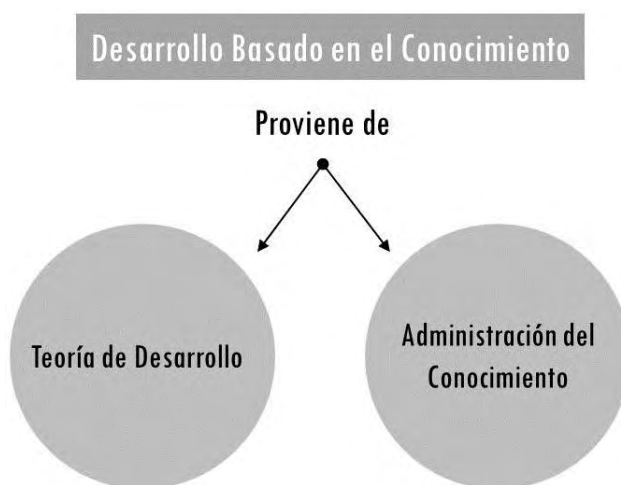 Desarrollo Basado en el Conocimiento
Proviene de
Teoría de Desarrollo
Administración del
Conocimiento